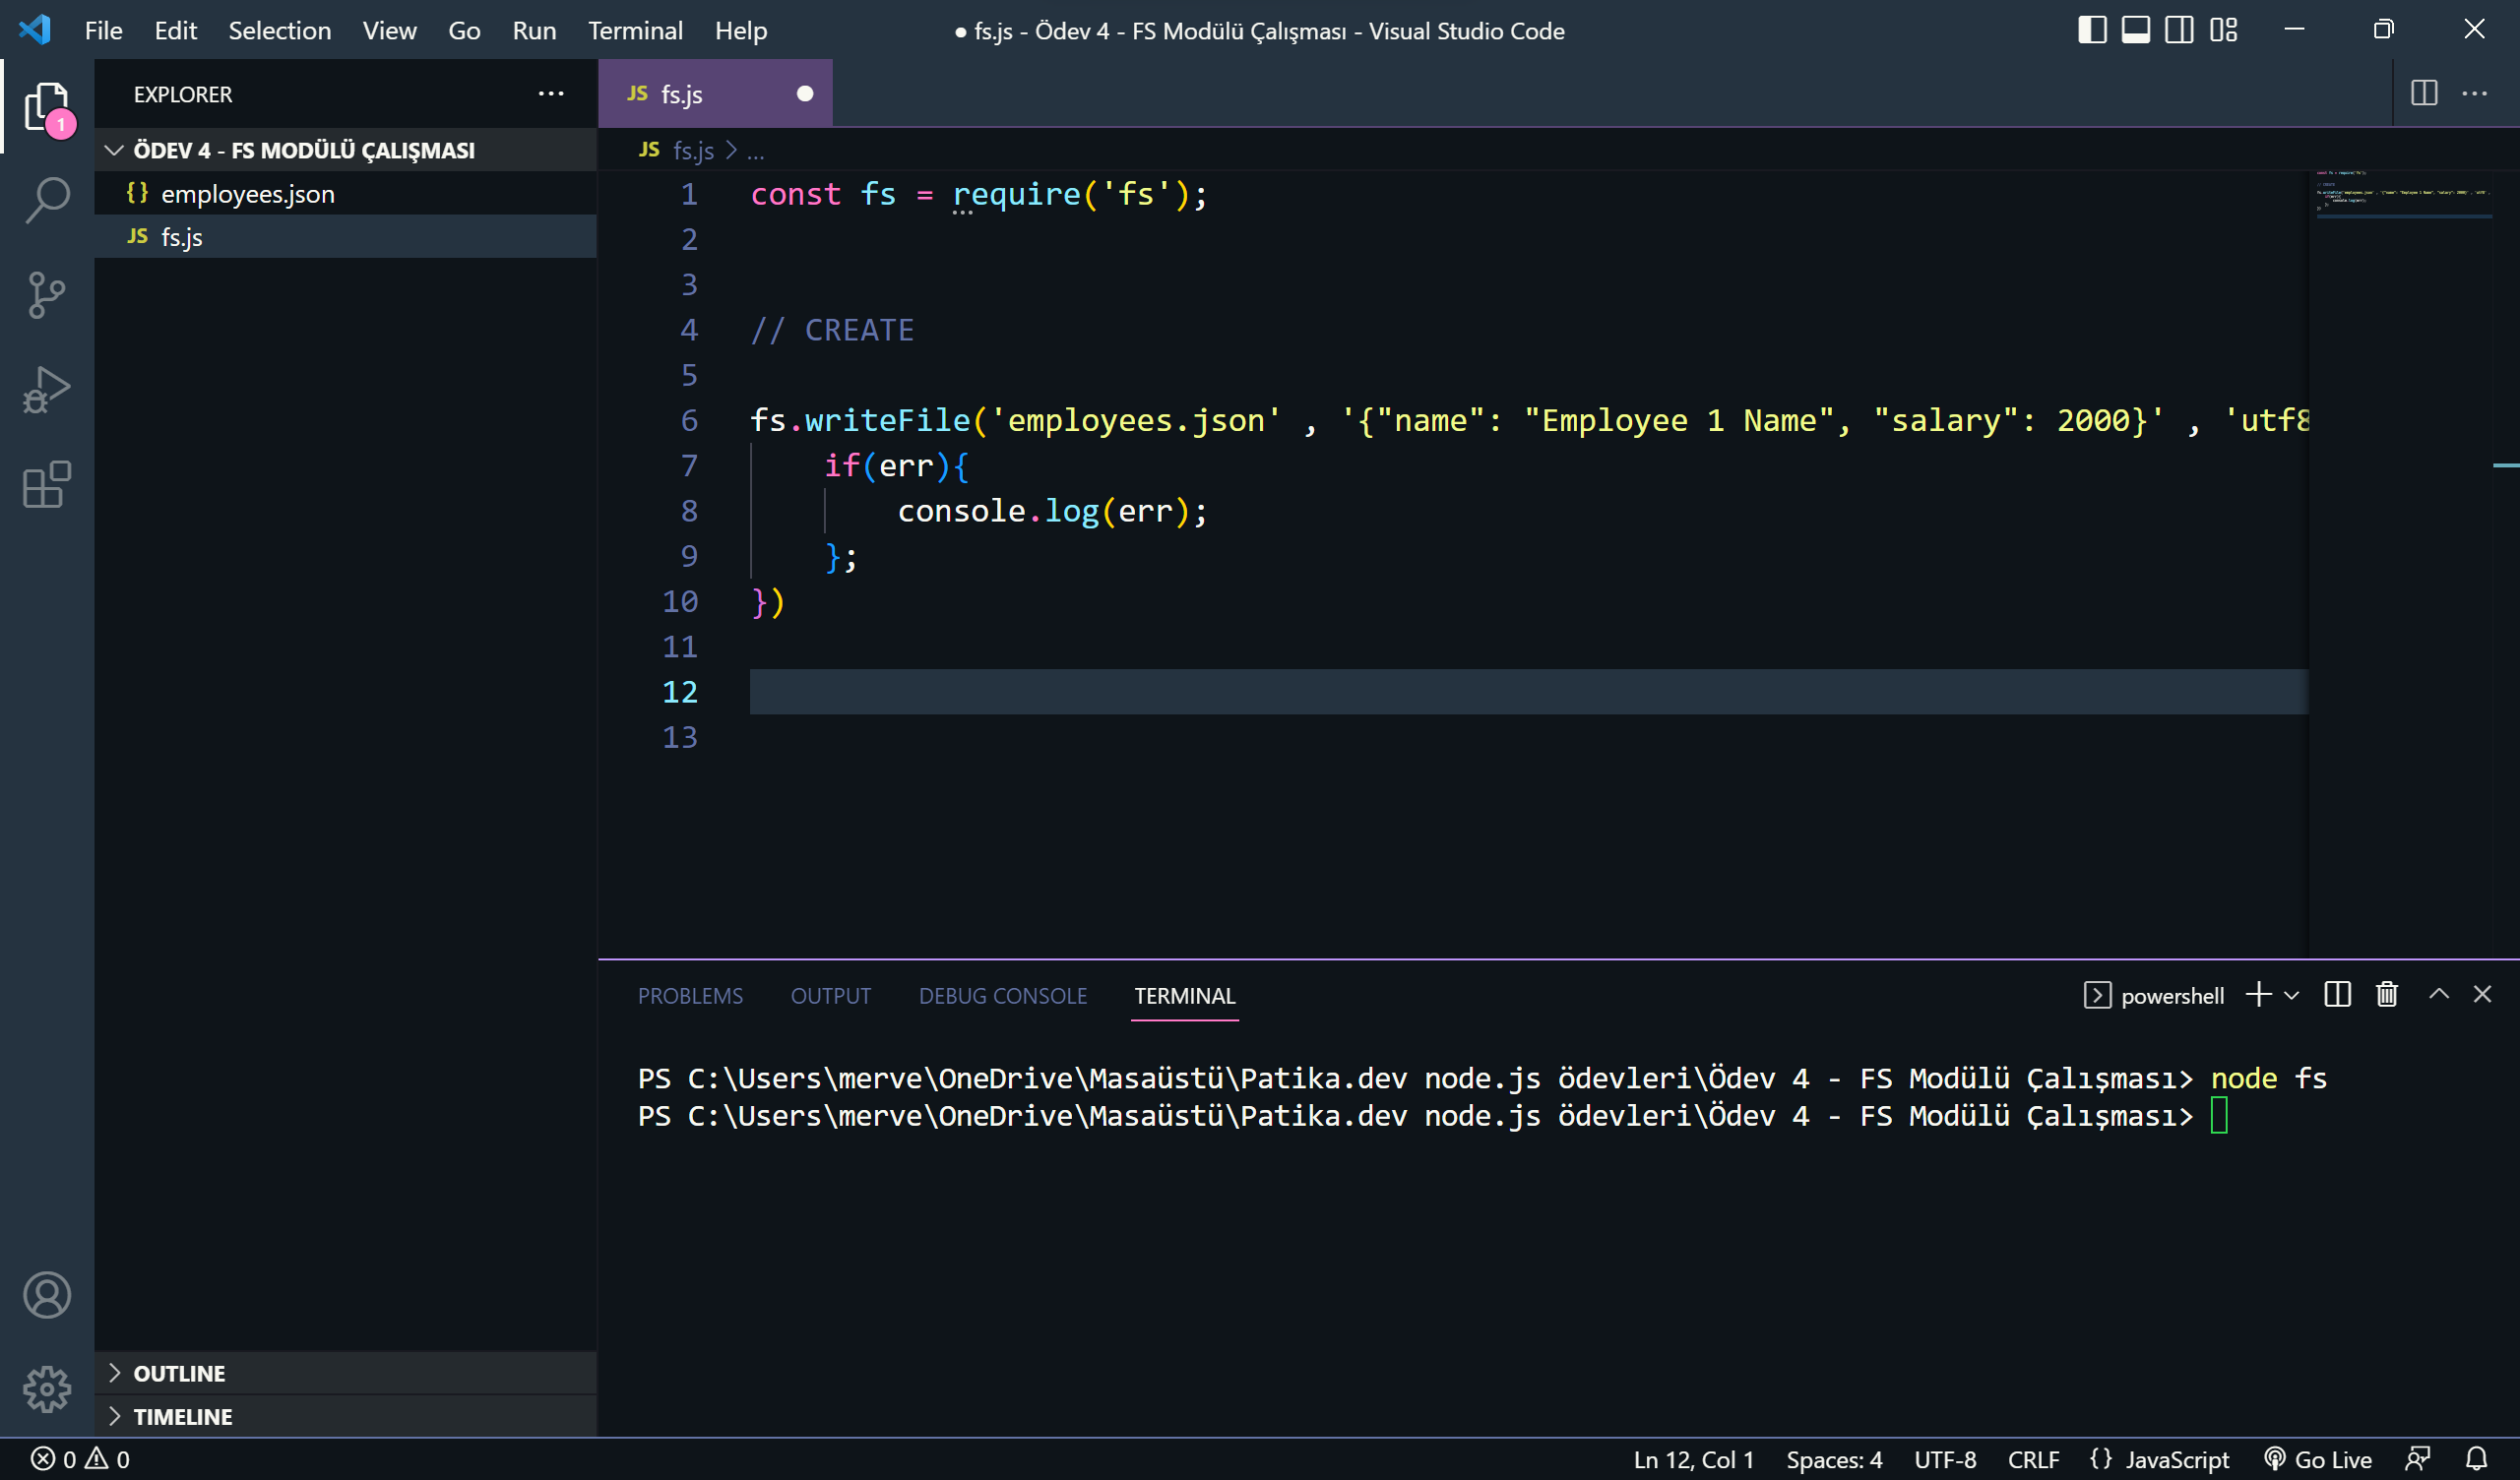 File Edit Selection View Go Run Terminal Help
● fs.js - Ödev 4 - FS Modülü Çalışması - Visual Studio Code
EXPLORER
1
ÖDEV 4 - FS MODÜLÜ ÇALIŞMASI
{} employees.json
JS fs.js
JS fs.js
JS fs.js > ...
1 const fs = require('fs');
2
3
4 // CREATE
5
6 fs.writeFile('employees.json' , '{"name": "Employee 1 Name", "salary": 2000}' , 'utf8
7 if(err){
8 console.log(err);
9 };
10 })
11
12
13
PROBLEMS OUTPUT DEBUG CONSOLE TERMINAL
powershell
PS C:\Users\merve\OneDrive\Masaüstü\Patika.dev node.js ödevleri\Ödev 4 - FS Modülü Çalışması> node fs
PS C:\Users\merve\OneDrive\Masaüstü\Patika.dev node.js ödevleri\Ödev 4 - FS Modülü Çalışması>
OUTLINE
TIMELINE
0 0
Ln 12, Col 1 Spaces: 4 UTF-8 CRLF {} JavaScript Go Live